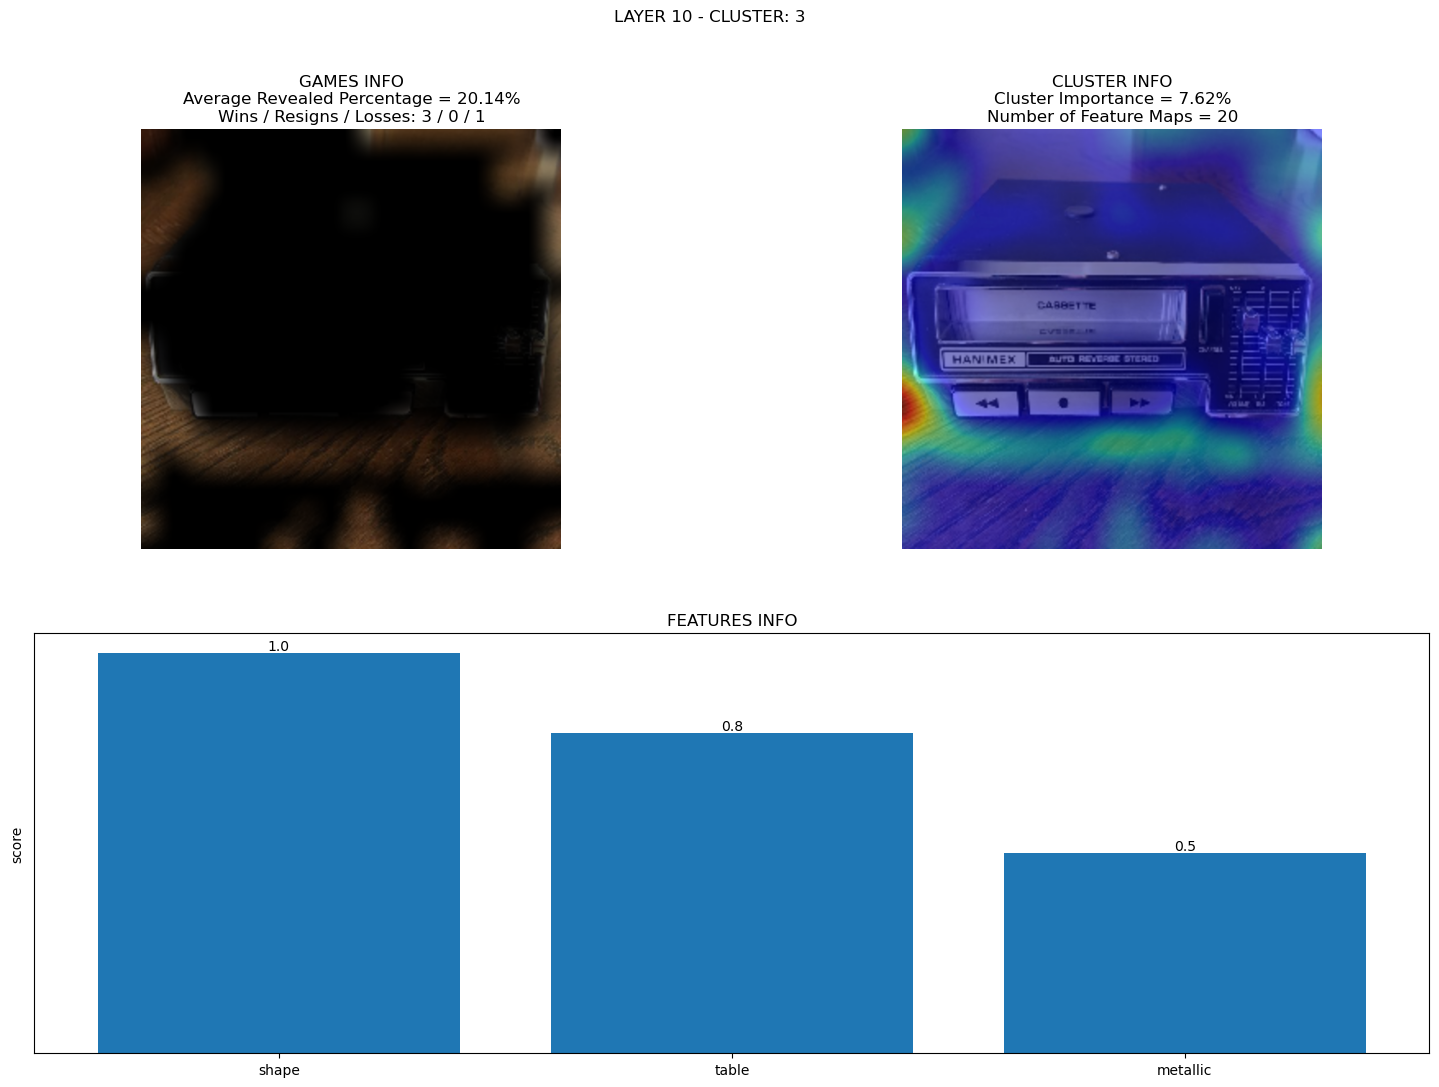 LAYER 10 - CLUSTER: 3
GAMES INFO
Average Revealed Percentage = 20.14%
Wins / Resigns / Losses: 3 / 0 / 1
CLUSTER INFO
Cluster Importance = 7.62%
Number of Feature Maps = 20
CASSETTE
HANIMEX
AUTO REVERSE STEREO
FEATURES INFO
score
1.0
0.8
0.5
shape
table
metallic